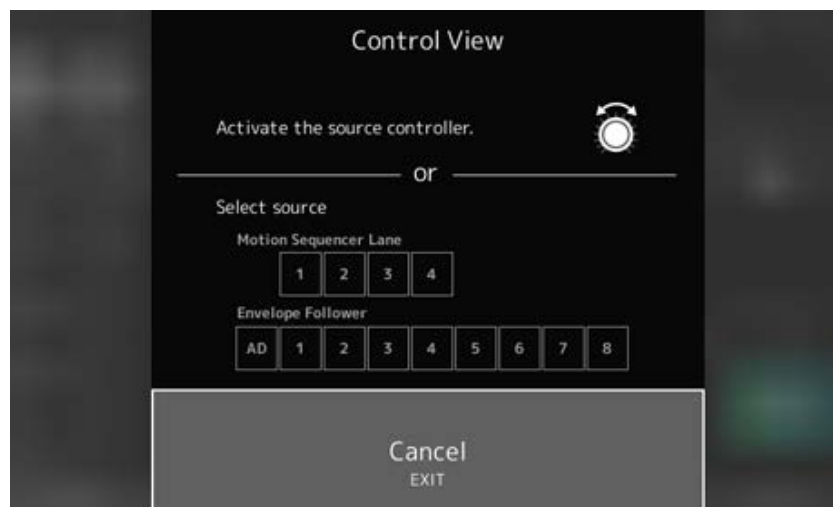 Control View
Activate the source controller.
or
Select source
Motion Sequencer Lane
1 2 3 4
Envelope Follower
AD 1 2 3 4 5 6 7 8
Cancel
EXIT